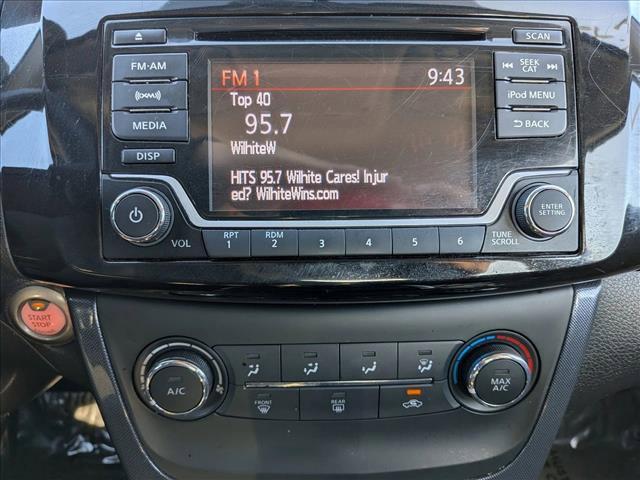 SCAN
FM·AM
FM 1
9:43
SEEK
CAT
XM
Top 40
iPod MENU
95.7
MEDIA
BACK
WilhiteW
DISP
HITS 95.7 Wilhite Cares! Injur
ed? WilhiteWins.com
ENTER
SETTING
VOL
RPT
1
RDM
2
3
4
5
6
TUNE
SCROLL
START
STOP
A/C
MAX
A/C
FRONT
REAR